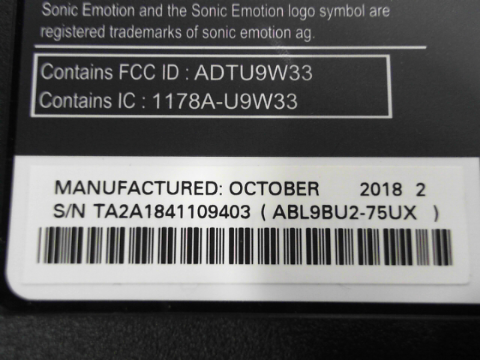 Sonic Emotion and the Sonic Emotion logo symbol are
registered trademarks of sonic emotion ag.
Contains FCC ID : ADTU9W33
Contains IC : 1178A-U9W33
MANUFACTURED: OCTOBER 2018 2
S/N TA2A1841109403 ( ABL9BU2-75UX )